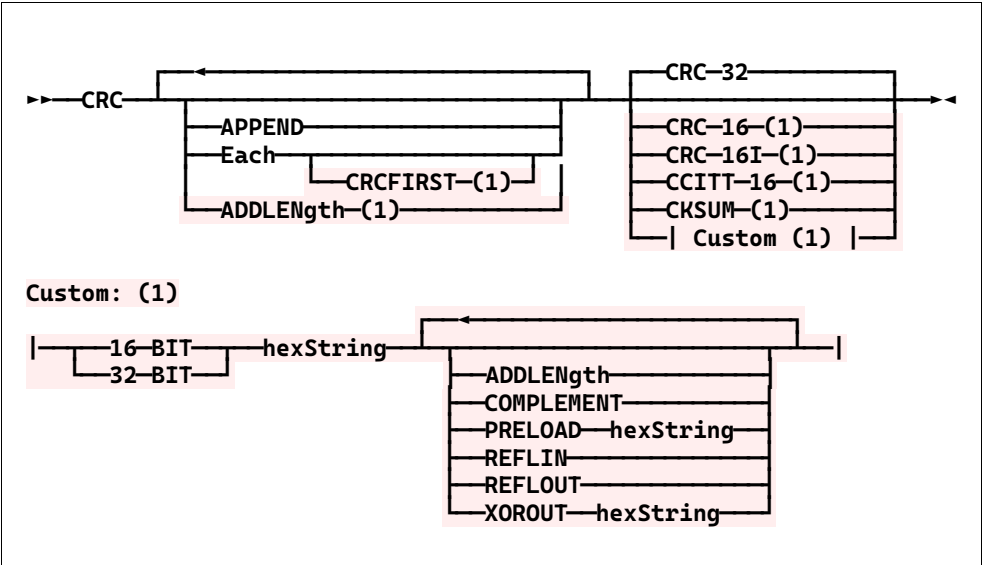 CRC-32
CRC
APPEND
CRC-16 (1)
Each
CRC-16I (1)
CRCFIRST (1)
CCITT-16 (1)
ADDLENgth (1)
CKSUM (1)
Custom (1)
Custom: (1)
16-BIT hexString
32-BIT
ADDLENgth
COMPLEMENT
PRELOAD hexString
REFLIN
REFLOUT
XOROUT hexString